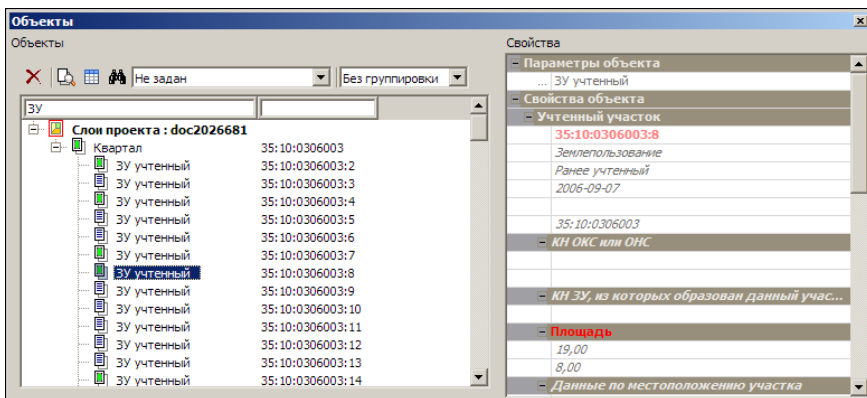 Объекты
Объекты
Не задан
Без группировки
ЗУ
Слои проекта : doc2026681
Квартал 35:10:0306003
ЗУ учтенный 35:10:0306003:2
ЗУ учтенный 35:10:0306003:3
ЗУ учтенный 35:10:0306003:4
ЗУ учтенный 35:10:0306003:5
ЗУ учтенный 35:10:0306003:6
ЗУ учтенный 35:10:0306003:7
ЗУ учтенный 35:10:0306003:8
ЗУ учтенный 35:10:0306003:9
ЗУ учтенный 35:10:0306003:10
ЗУ учтенный 35:10:0306003:11
ЗУ учтенный 35:10:0306003:12
ЗУ учтенный 35:10:0306003:13
ЗУ учтенный 35:10:0306003:14
Свойства
Параметры объекта
... ЗУ учтенный
Свойства объекта
Учтенный участок
35:10:0306003:8
Землепользование
Ранее учтенный
2006-09-07
35:10:0306003
КН ОКС или ОНС
КН ЗУ, из которых образован данный учас...
Площадь
19,00
8,00
Данные по местоположению участка